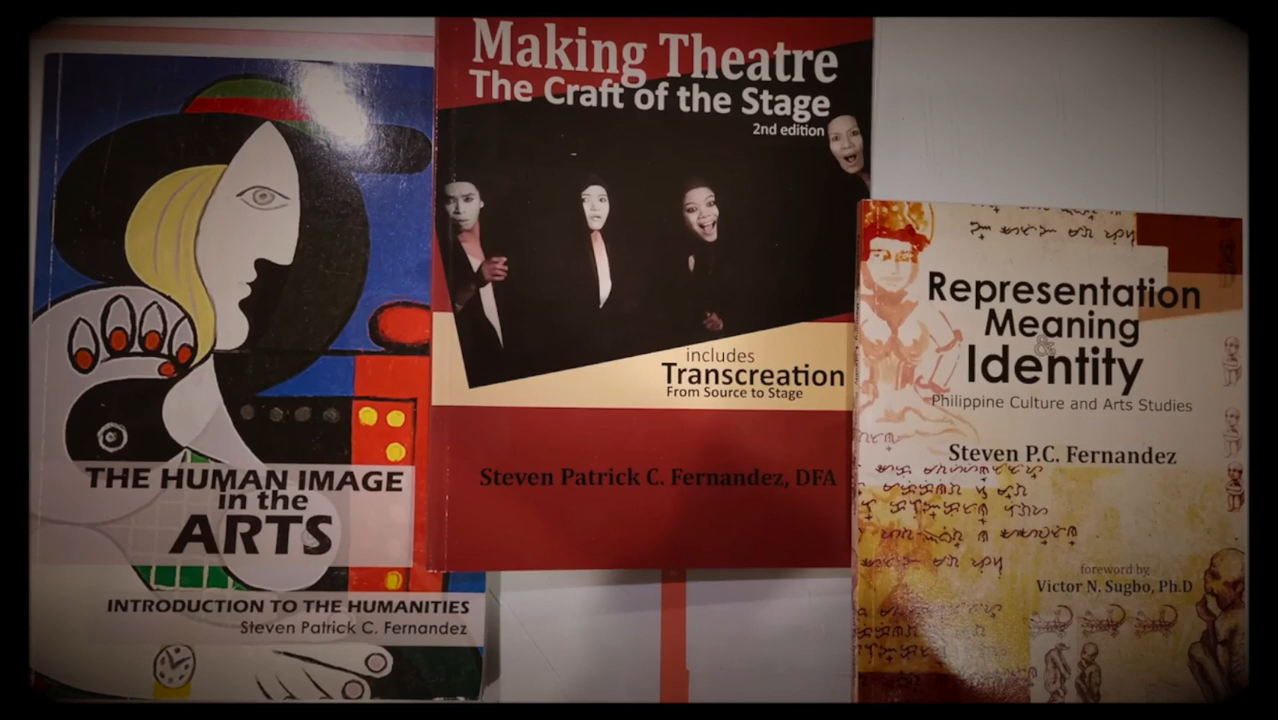 THE HUMAN IMAGE
in the
ARTS
INTRODUCTION TO THE HUMANITIES
Steven Patrick C. Fernandez
Making Theatre
The Craft of the Stage
2nd edition
includes
Transcreation
From Source to Stage
Steven Patrick C. Fernandez, DFA
Representation
Meaning
&
Identity
Philippine Culture and Arts Studies
Steven P.C. Fernandez
foreword by
Victor N. Sugbo, Ph.D